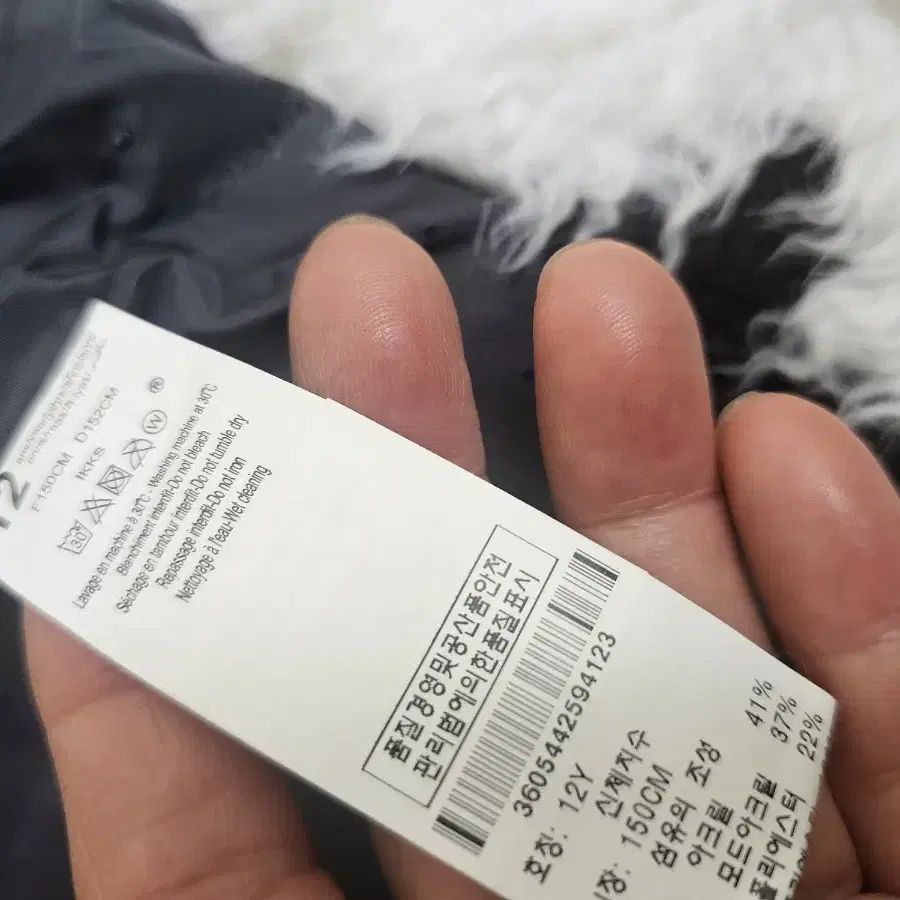 12
F150CM D152CM
IKKS
30
W
®
Lavage en machine à 30°C - Washing machine at 30°C
Blanchiment interdit-Do not bleach
Séchage en tambour interdit-Do not tumble dry
Repassage interdit-Do not iron
Nettoyage à l'eau-Wet cleaning
품질 경영및공산품안전
판리법에의한품질표시
3605442594123
호칭: 12Y
신체지수
장: 150CM
섬유의 조성
아크릴 41%
모드아크릴 37%
폴리에스터 22%